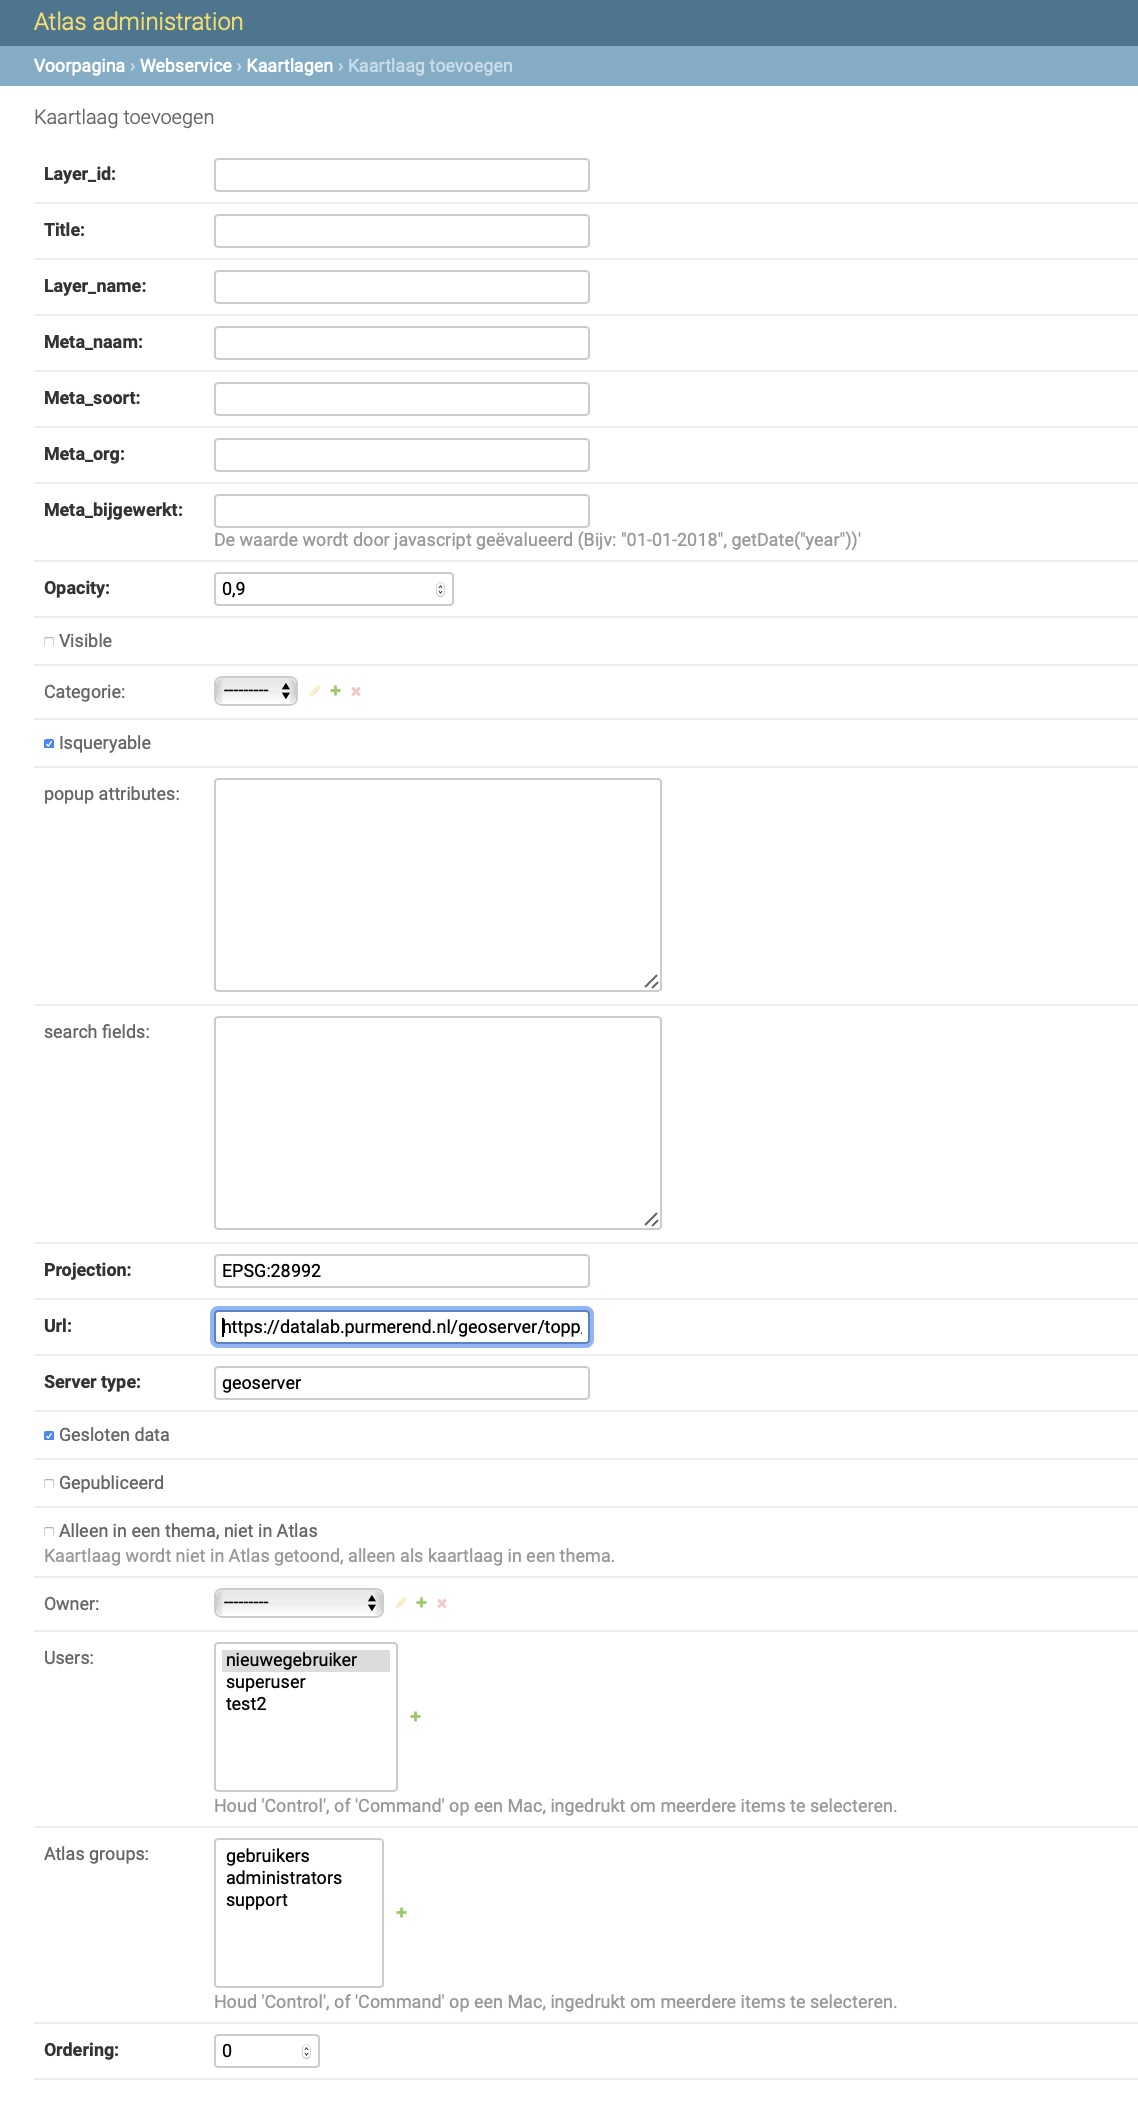 Atlas administration
Voorpagina › Webservice › Kaartlagen › Kaartlaag toevoegen
Kaartlaag toevoegen
Layer_id:
Title:
Layer_name:
Meta_naam:
Meta_soort:
Meta_org:
Meta_bijgewerkt:
De waarde wordt door javascript geëvalueerd (Bijv: "01-01-2018", getDate("year"))'
Opacity: 0,9
Visible
Categorie: ---------
Isqueryable
popup attributes:
search fields:
Projection: EPSG:28992
Url: https://datalab.purmerend.nl/geoserver/topp
Server type: geoserver
Gesloten data
Gepubliceerd
Alleen in een thema, niet in Atlas
Kaartlaag wordt niet in Atlas getoond, alleen als kaartlaag in een thema.
Owner: ---------
Users: nieuwegebruiker
superuser
test2
Houd 'Control', of 'Command' op een Mac, ingedrukt om meerdere items te selecteren.
Atlas groups: gebruikers
administrators
support
Houd 'Control', of 'Command' op een Mac, ingedrukt om meerdere items te selecteren.
Ordering: 0